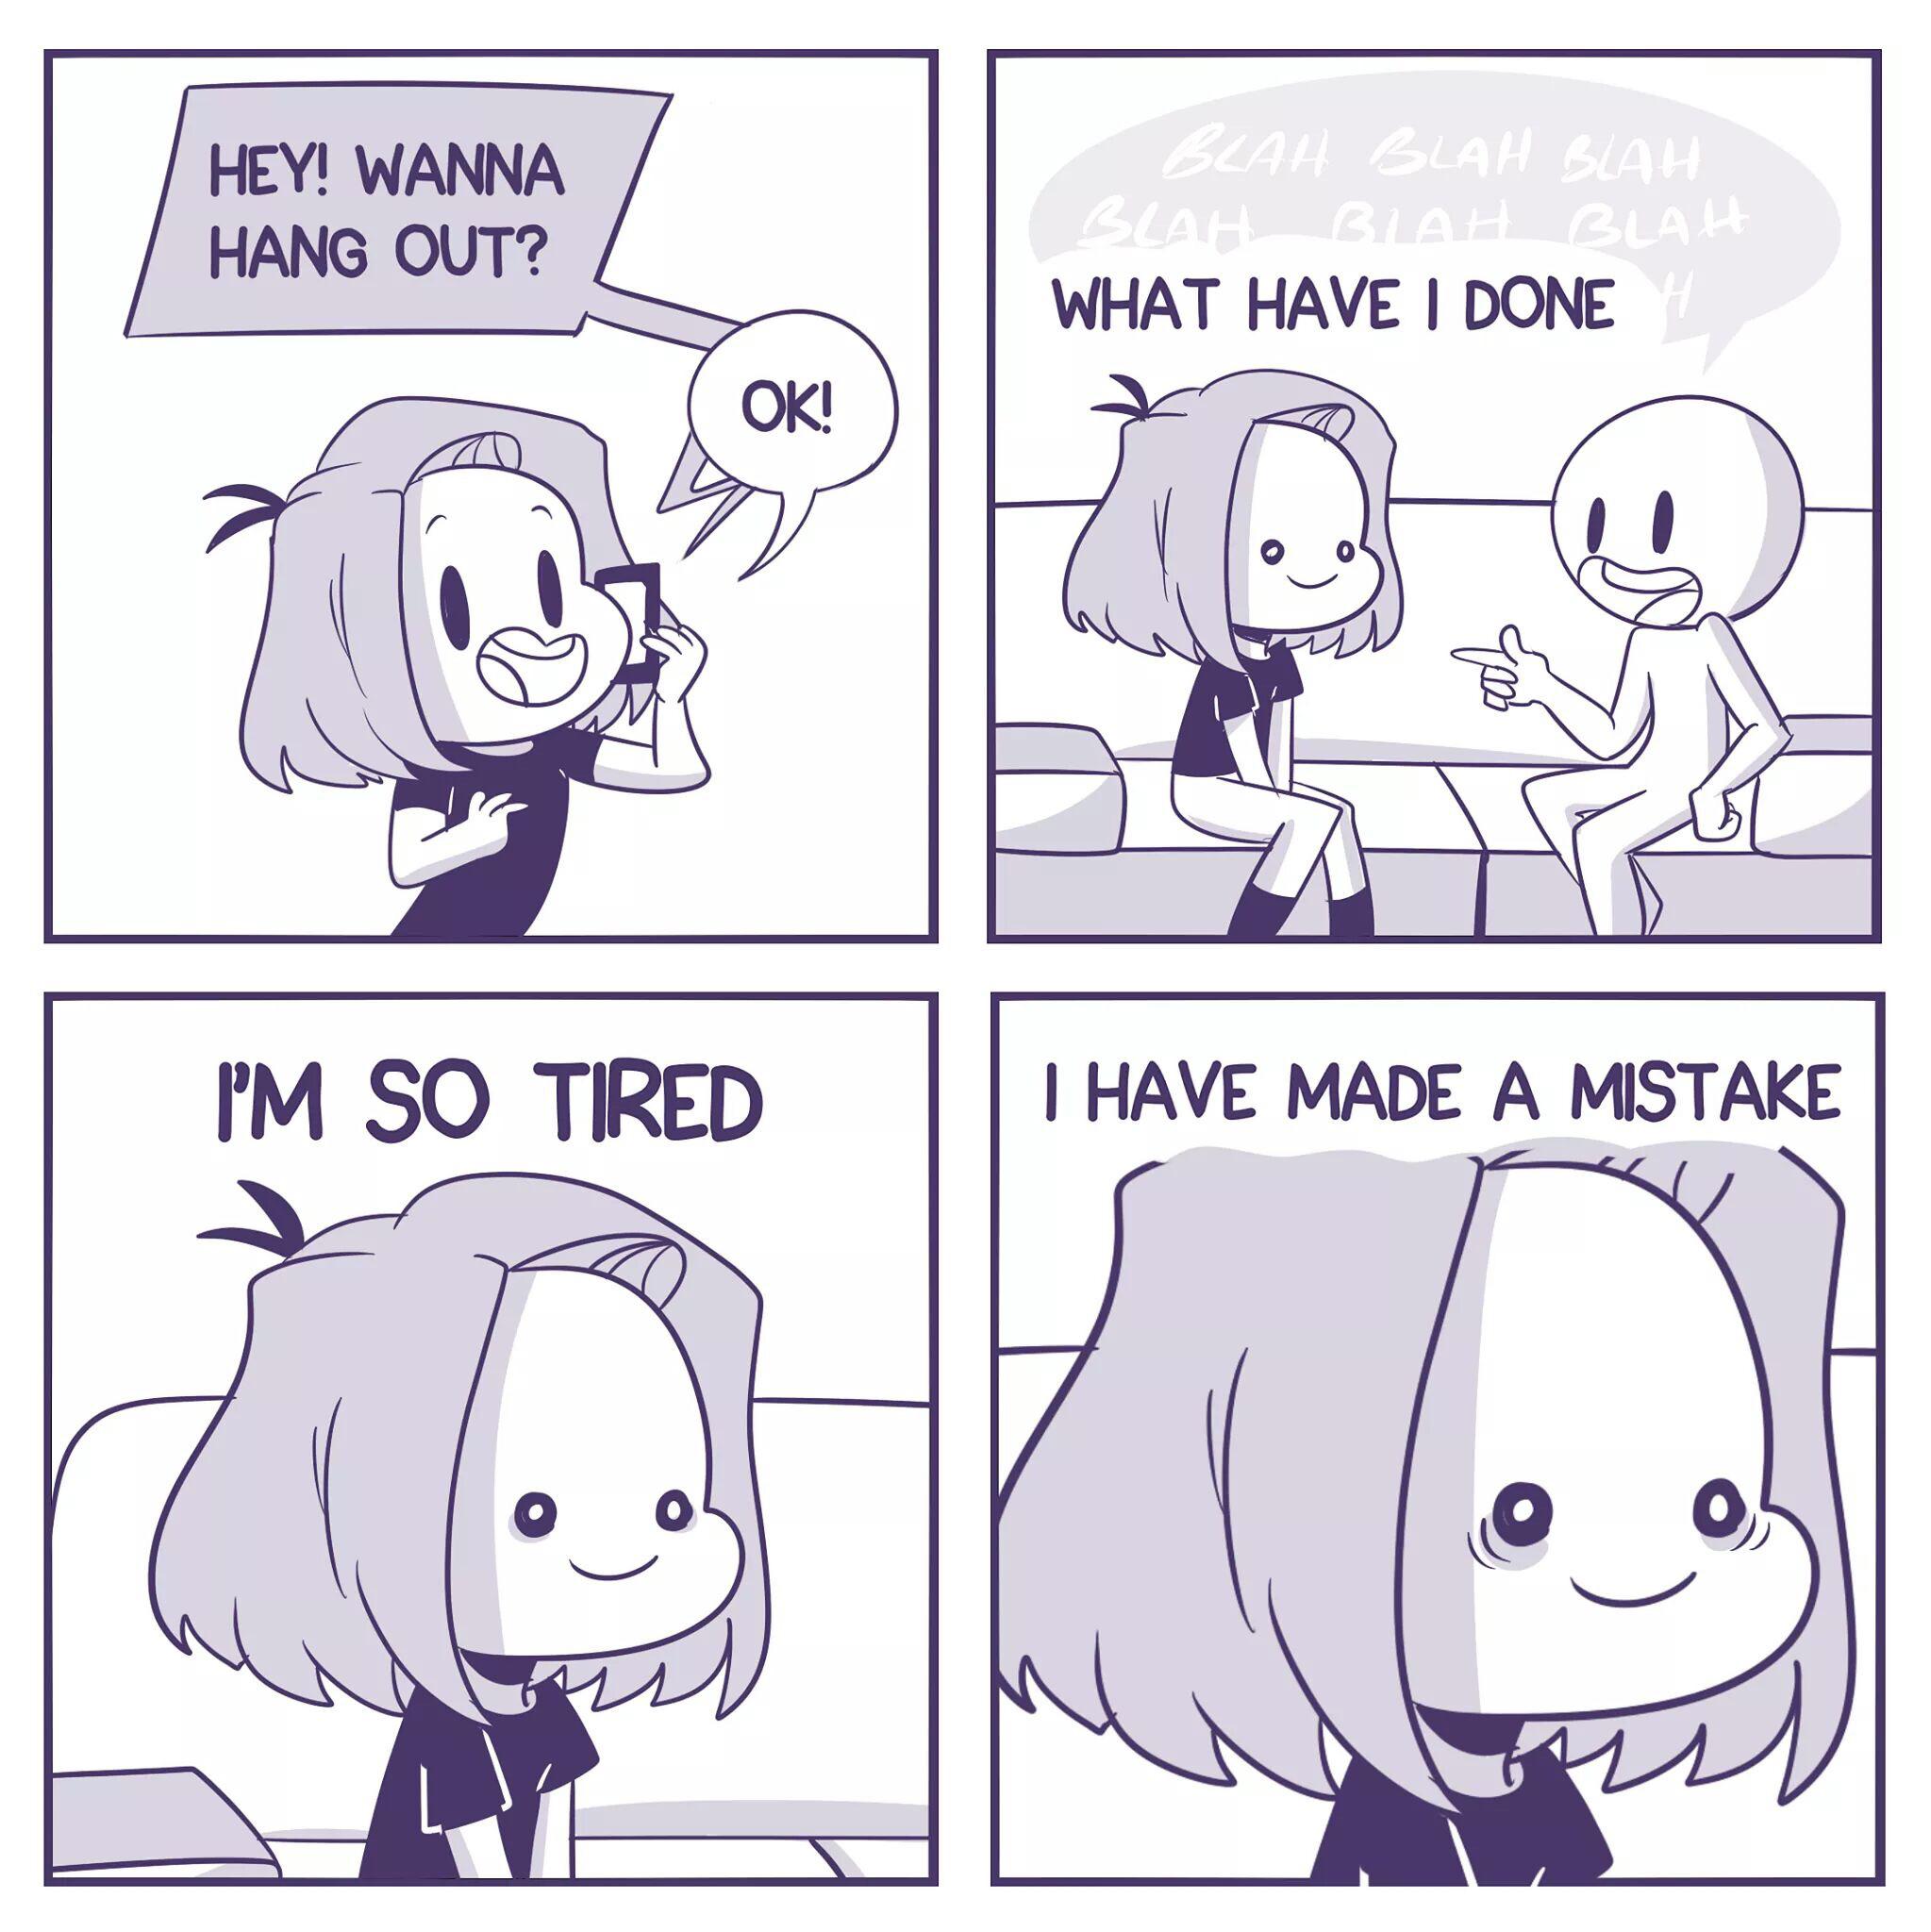 HEY! WANNA
HANG OUT?
OK!
BLAH BLAH BLAH
BLAH BLAH BLAH
H
WHAT HAVE I DONE
I'M SO TIRED
I HAVE MADE A MISTAKE